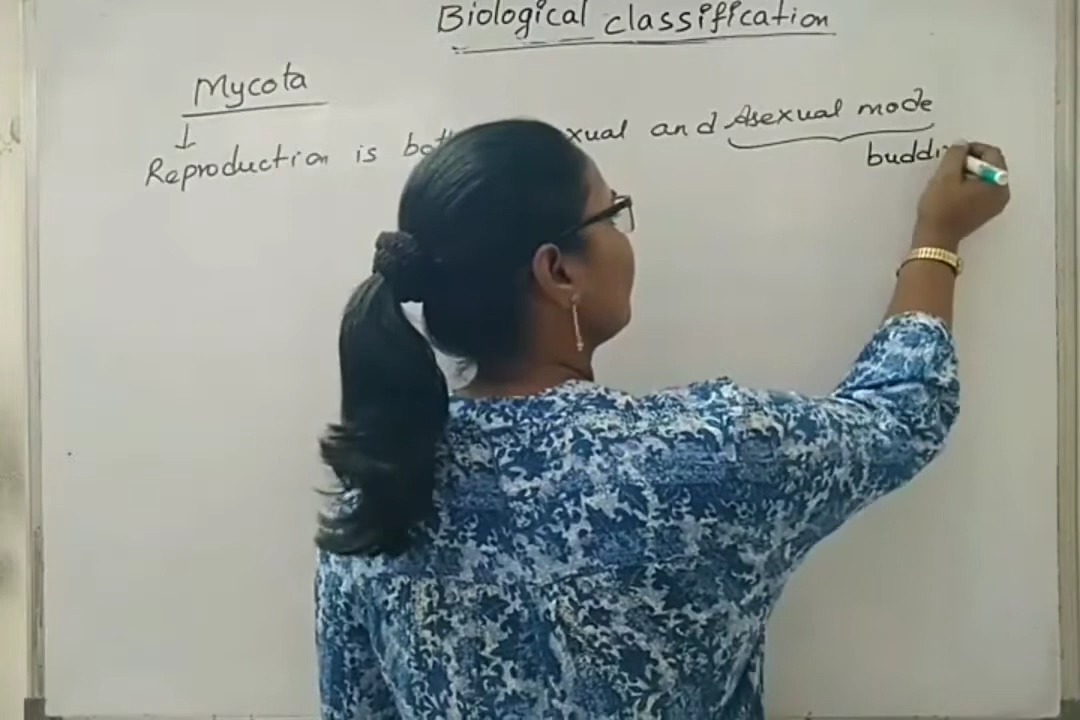 Biological classification
Mycota
↓
Reproduction is and Asexual mode